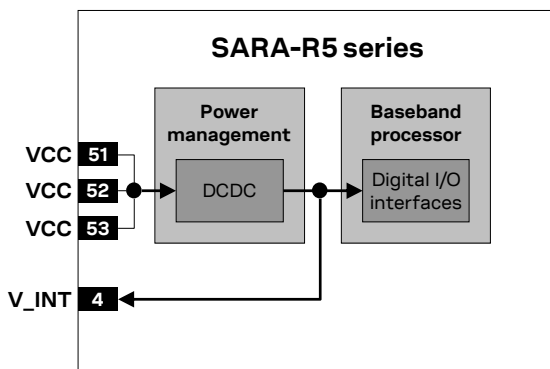 SARA-R5 series
Power
management
Baseband
processor
DCDC
Digital I/O
interfaces
VCC 51
VCC 52
VCC 53
V_INT 4